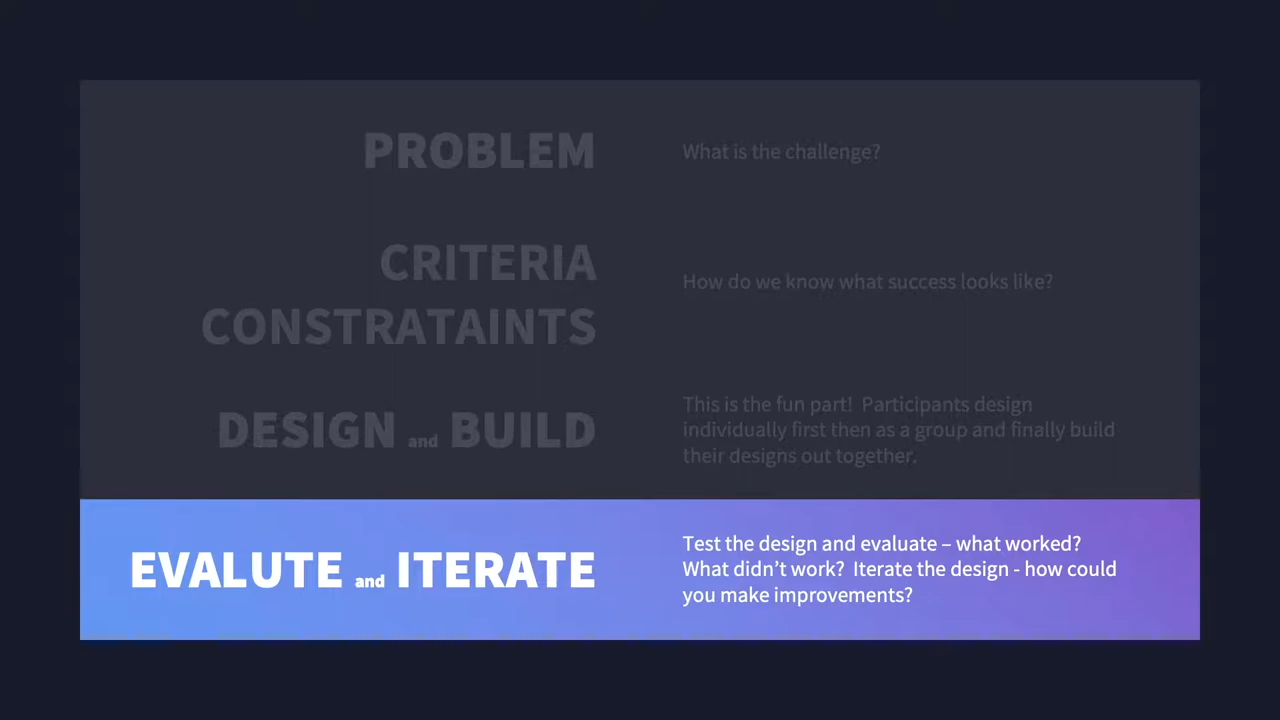 PROBLEM
What is the challenge?
CRITERIA
CONSTRATAINTS
How do we know what success looks like?
DESIGN and BUILD
This is the fun part! Participants design
individually first then as a group and finally build
their designs out together.
EVALUTE and ITERATE
Test the design and evaluate – what worked?
What didn’t work? Iterate the design - how could
you make improvements?